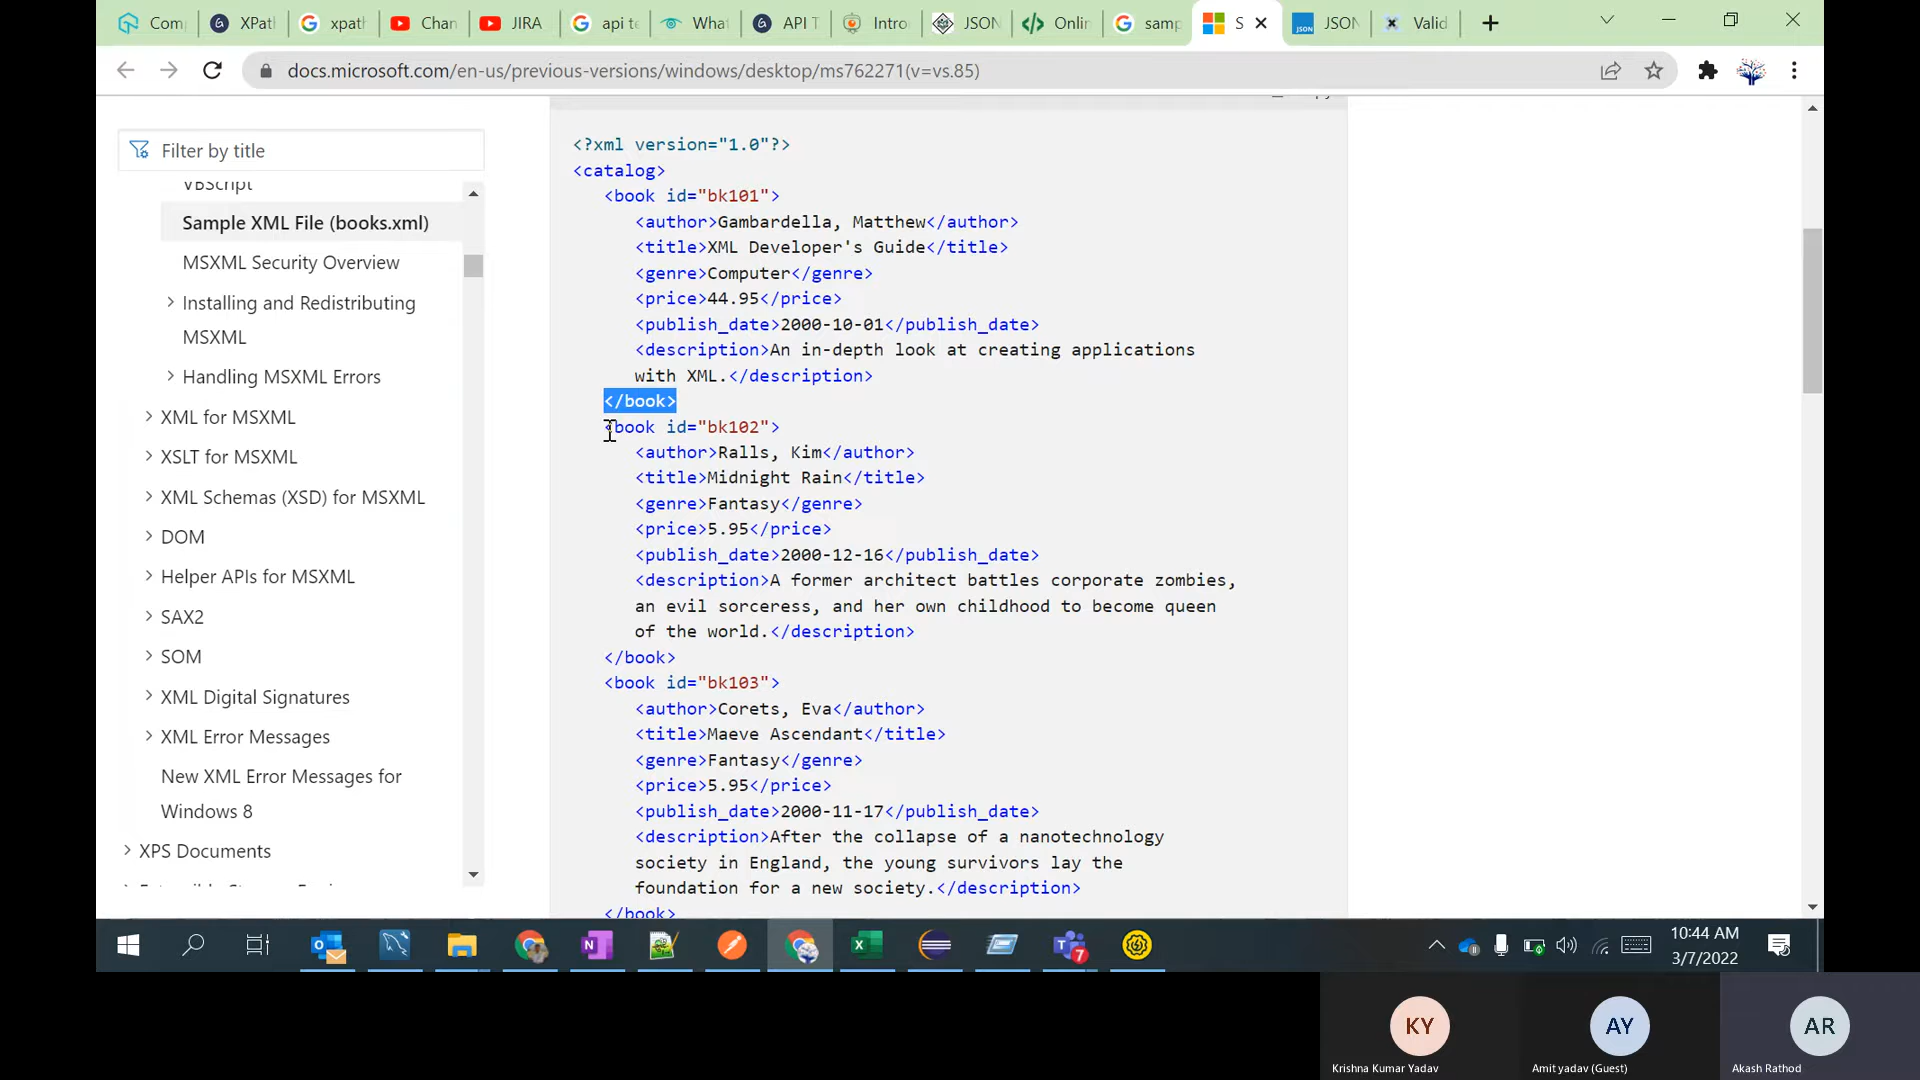 Com
XPat
xpat
Chan
JIRA
api te
What
API T
Intro
JSON
Onlin
samp
S
JSON
Valid
docs.microsoft.com/en-us/previous-versions/windows/desktop/ms762271(v=vs.85)
Filter by title
VBScript
Sample XML File (books.xml)
MSXML Security Overview
Installing and Redistributing
MSXML
Handling MSXML Errors
XML for MSXML
XSLT for MSXML
XML Schemas (XSD) for MSXML
DOM
Helper APIs for MSXML
SAX2
SOM
XML Digital Signatures
XML Error Messages
New XML Error Messages for
Windows 8
XPS Documents
<?xml version="1.0"?>
<catalog>
<book id="bk101">
<author>Gambardella, Matthew</author>
<title>XML Developer's Guide</title>
<genre>Computer</genre>
<price>44.95</price>
<publish_date>2000-10-01</publish_date>
<description>An in-depth look at creating applications
with XML.</description>
</book>
<book id="bk102">
<author>Ralls, Kim</author>
<title>Midnight Rain</title>
<genre>Fantasy</genre>
<price>5.95</price>
<publish_date>2000-12-16</publish_date>
<description>A former architect battles corporate zombies,
an evil sorceress, and her own childhood to become queen
of the world.</description>
</book>
<book id="bk103">
<author>Corets, Eva</author>
<title>Maeve Ascendant</title>
<genre>Fantasy</genre>
<price>5.95</price>
<publish_date>2000-11-17</publish_date>
<description>After the collapse of a nanotechnology
society in England, the young survivors lay the
foundation for a new society.</description>
</book>
10:44 AM
3/7/2022
KY
AY
AR
Krishna Kumar Yadav
Amit yadav (Guest)
Akash Rathod